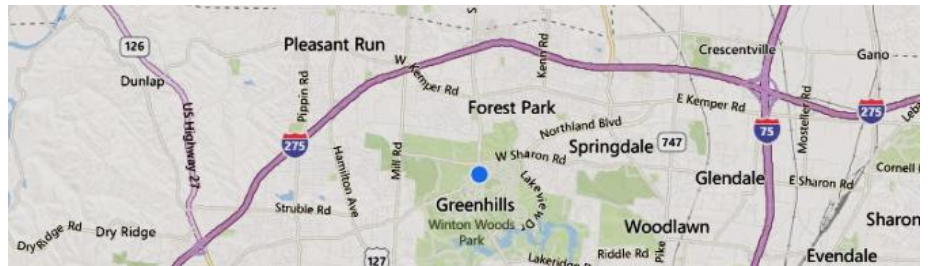 126
Pleasant Run
Crescentville
Gano
Dunlap
W Kemper Rd
Kenn Rd
Pippin Rd
Forest Park
E Kemper Rd
Mosteller Rd
275
US Highway 27
Northland Blvd
75
275
275
Mill Rd
Hamilton Ave
Springdale
747
W Sharon Rd
Glendale
E Sharon Rd
Cornell
Lakeview Dr
Struble Rd
Greenhills
Winton Woods
Park
Woodlawn
Sharon
Dry Ridge Rd
Dry Ridge
127
Lakeridge
Riddle Rd
Pike
Evendale